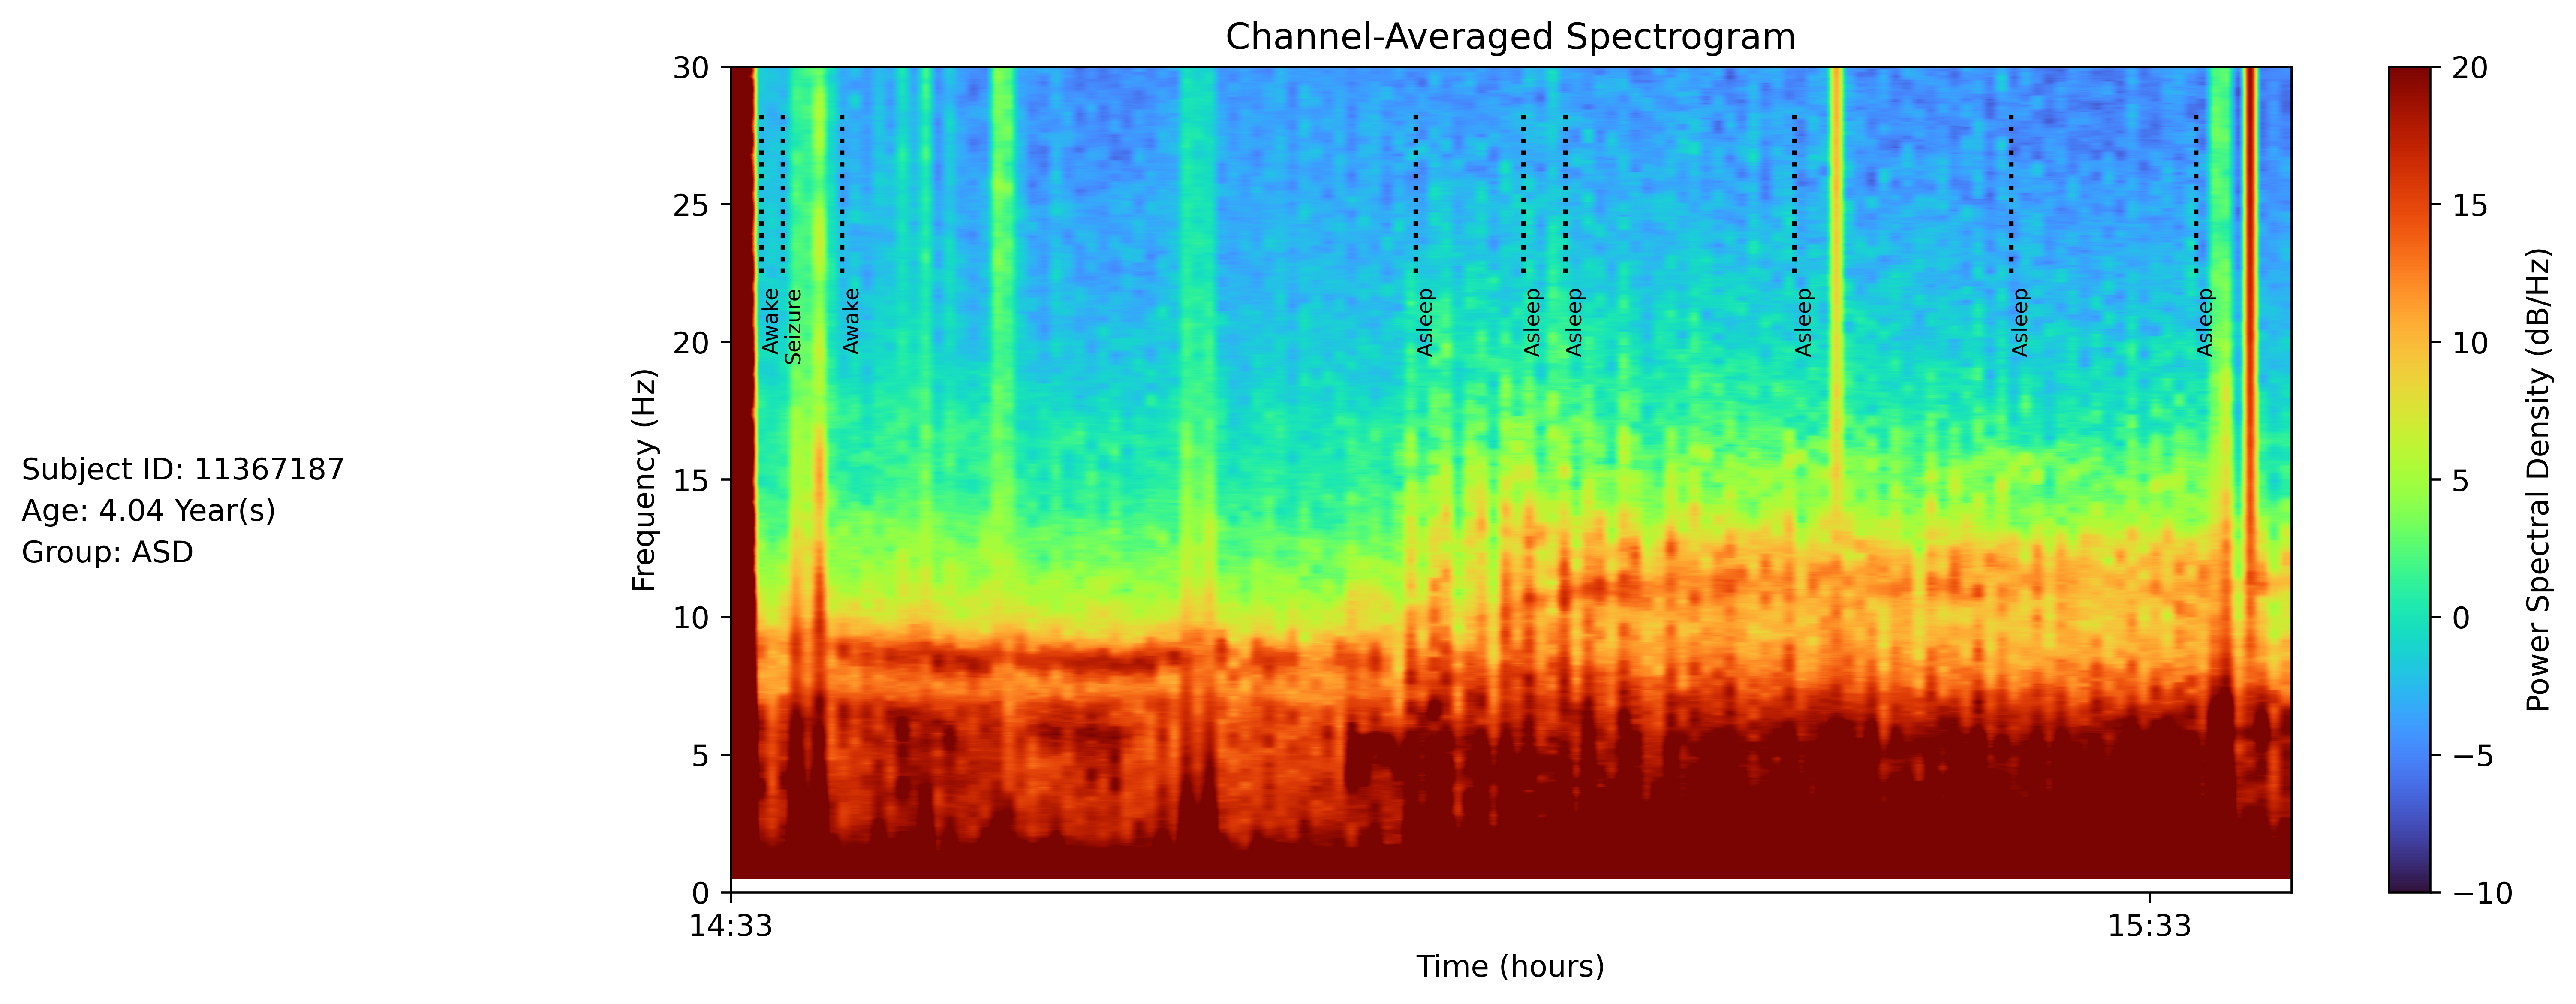 Channel-Averaged Spectrogram
Subject ID: 11367187
Age: 4.04 Year(s)
Group: ASD
Frequency (Hz)
30
25
20
15
10
5
0
Awake
Seizure
Awake
Asleep
Asleep
Asleep
Asleep
Asleep
Asleep
14:33
15:33
Time (hours)
20
15
10
5
0
−5
−10
Power Spectral Density (dB/Hz)